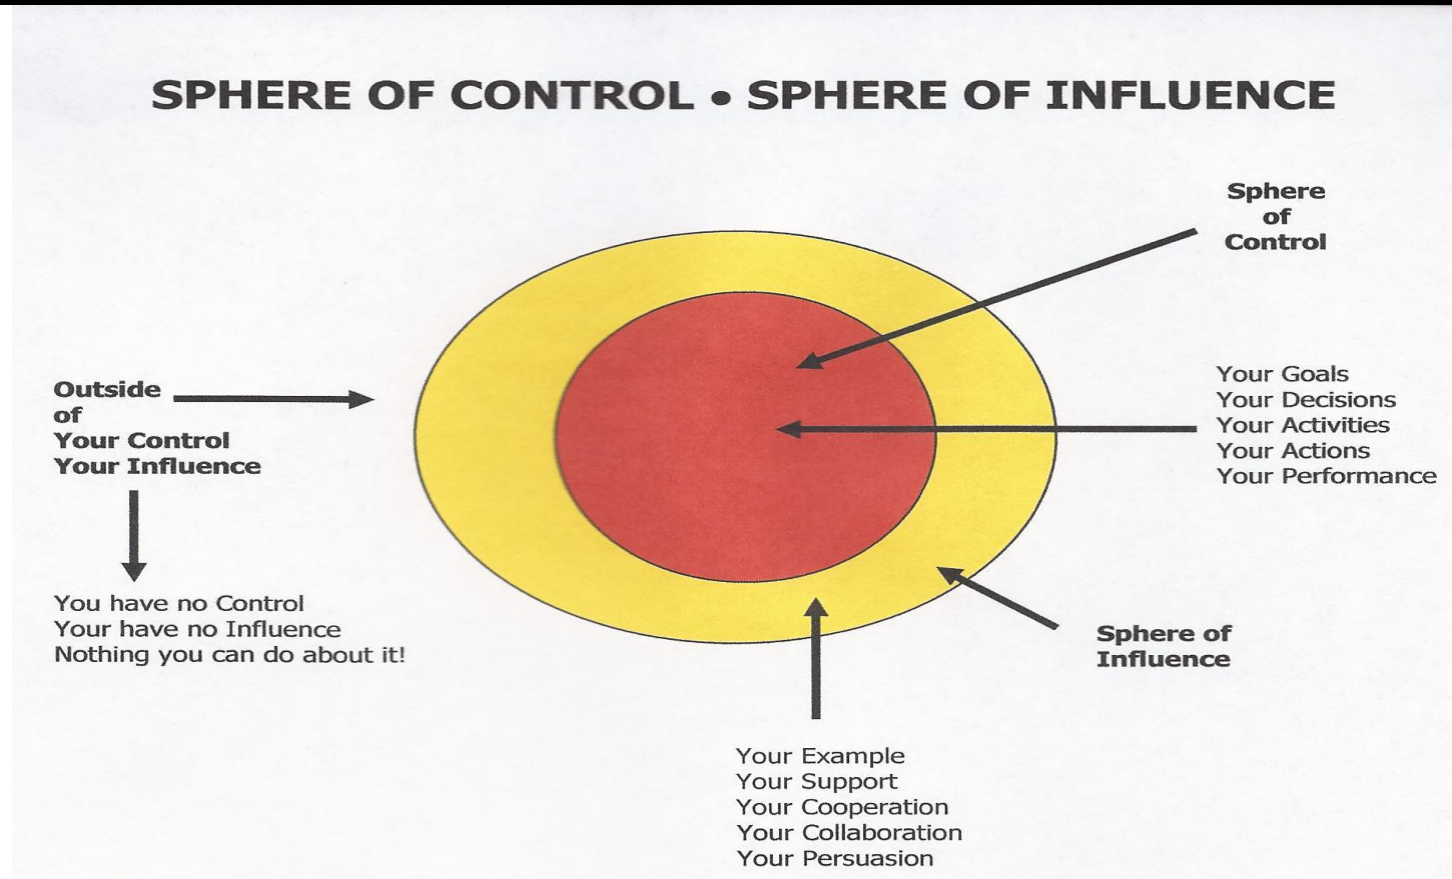 SPHERE OF CONTROL • SPHERE OF INFLUENCE
Sphere
of
Control
Your Goals
Your Decisions
Your Activities
Your Actions
Your Performance
Outside
of
Your Control
Your Influence
You have no Control
Your have no Influence
Nothing you can do about it!
Sphere of
Influence
Your Example
Your Support
Your Cooperation
Your Collaboration
Your Persuasion